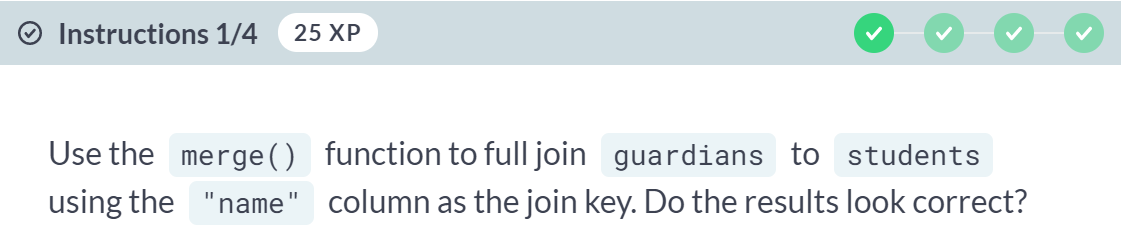 Instructions 1/4 25 XP
Use the merge() function to full join guardians to students
using the "name" column as the join key. Do the results look correct?